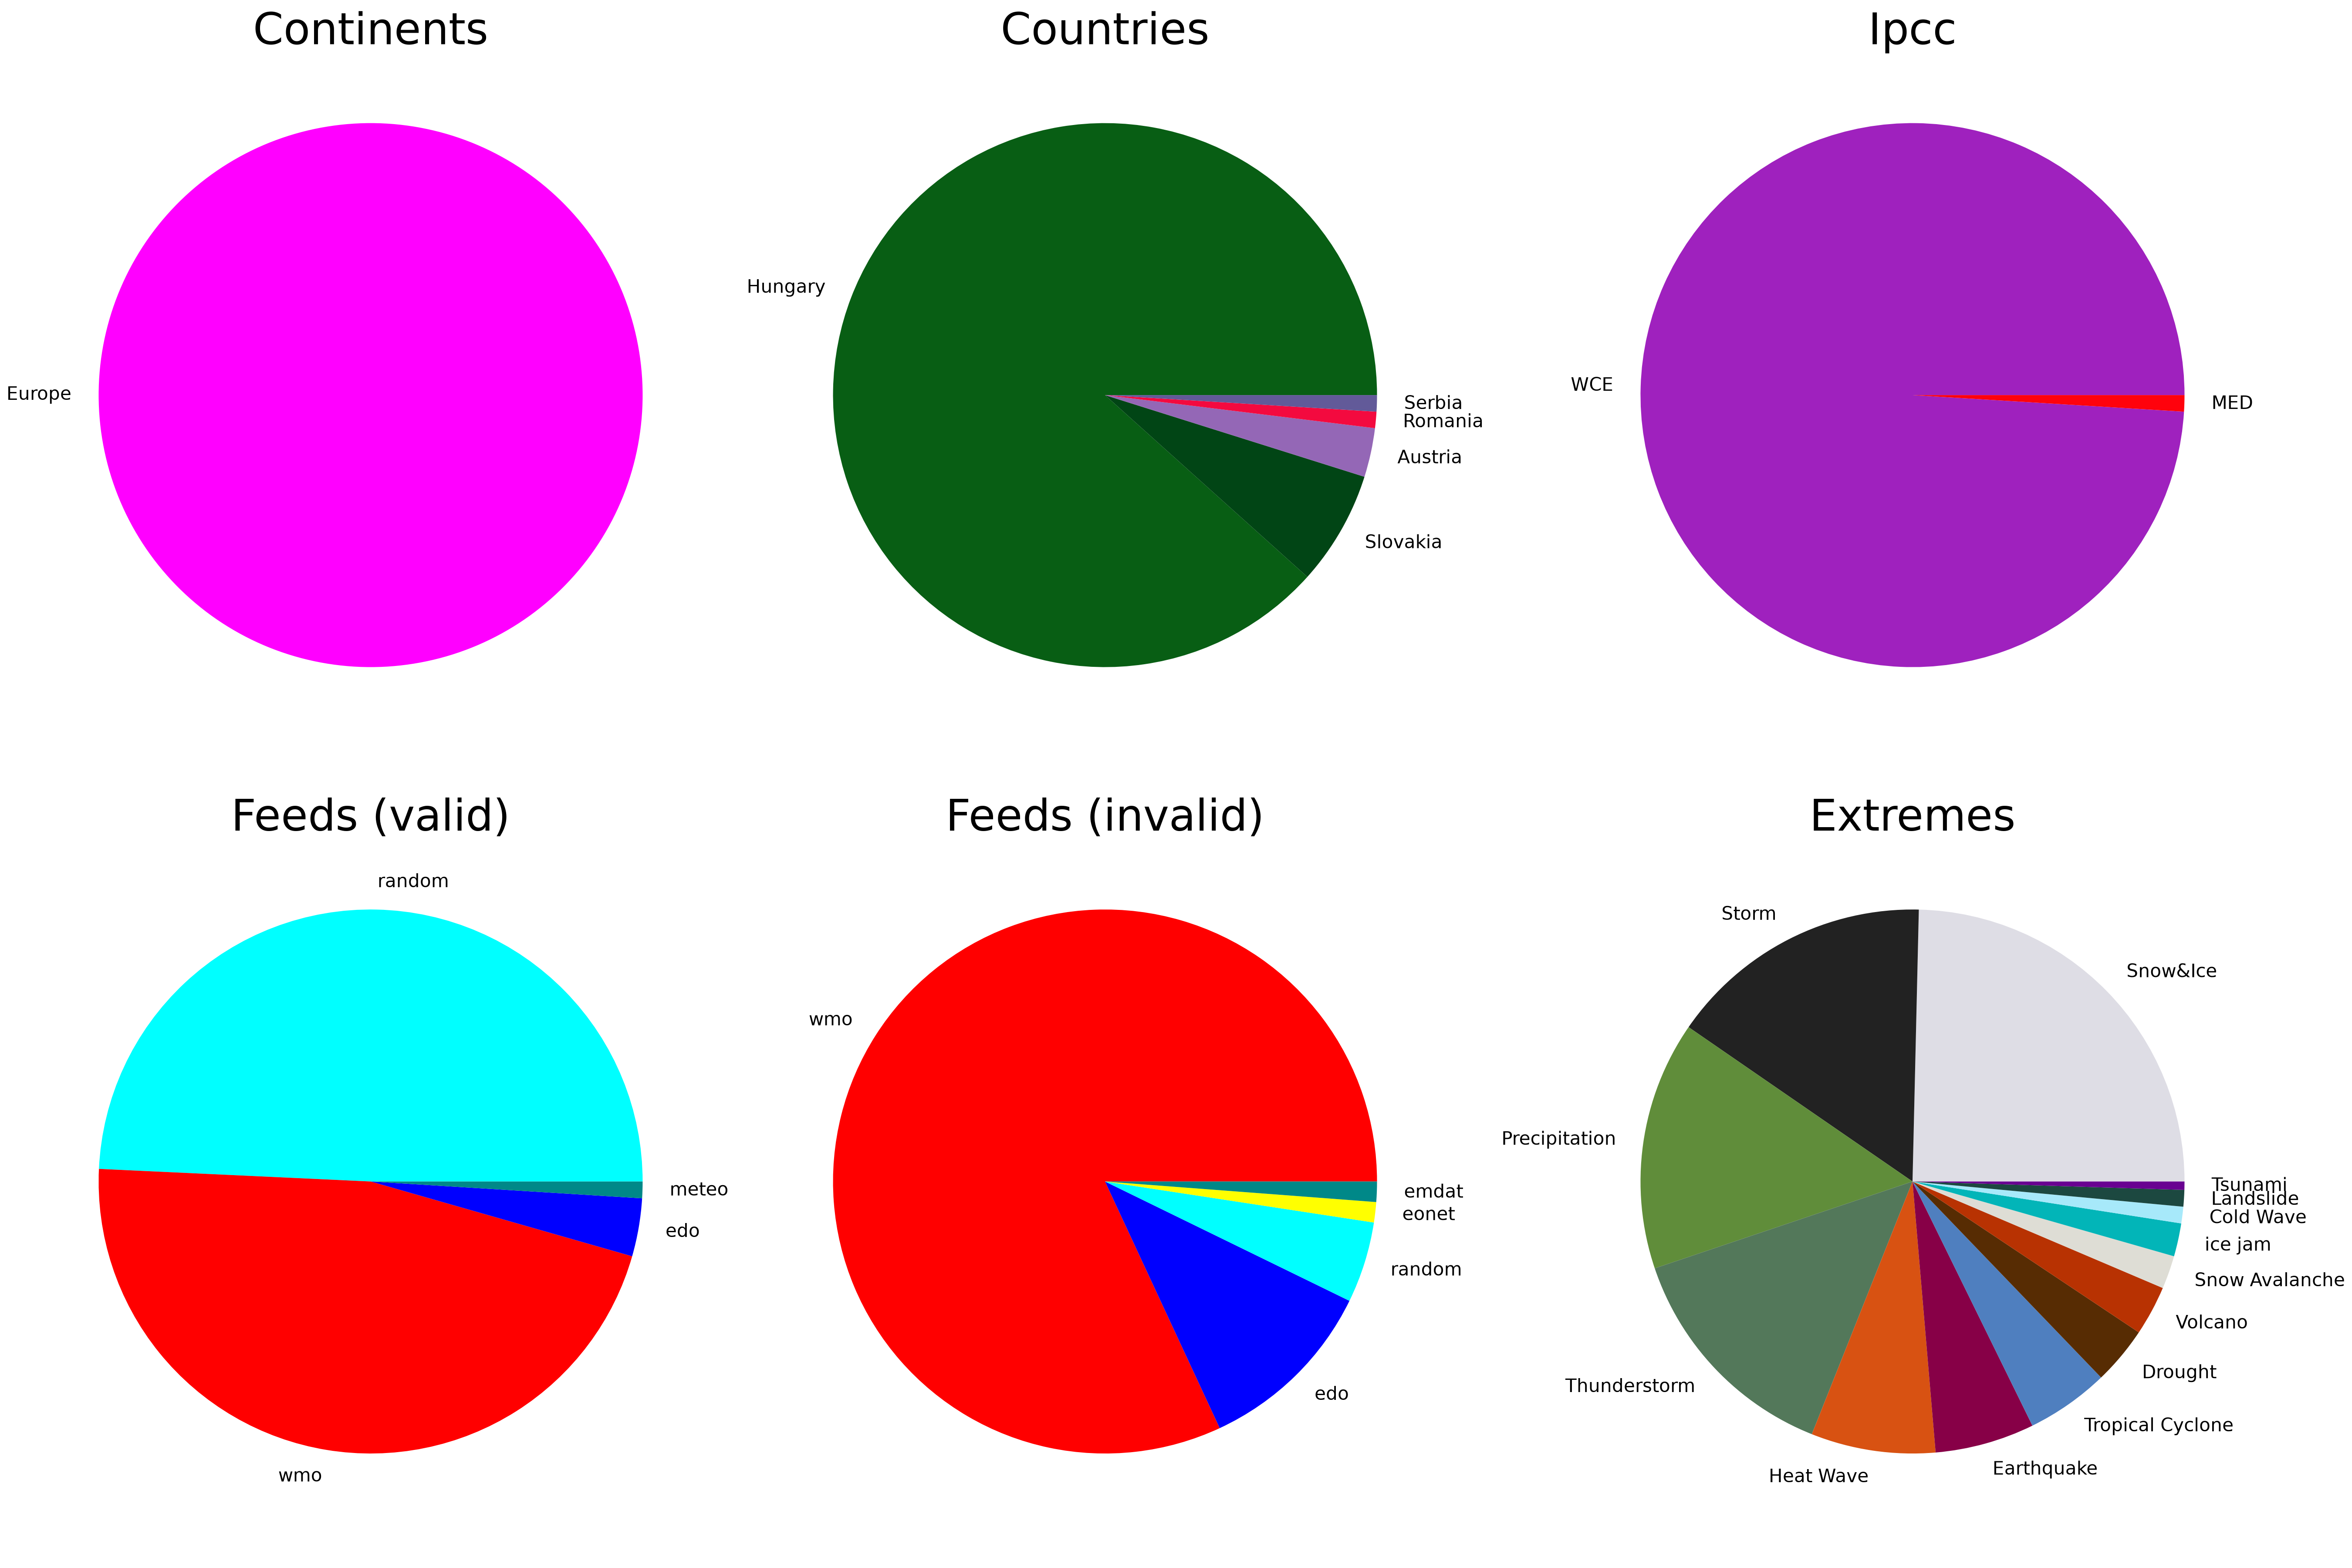 Continents
Europe
Countries
Hungary
Serbia
Romania
Austria
Slovakia
Ipcc
WCE
MED
Feeds (valid)
random
meteo
edo
wmo
Feeds (invalid)
wmo
emdat
eonet
random
edo
Extremes
Storm
Snow&Ice
Precipitation
Tsunami
Landslide
Cold Wave
ice jam
Snow Avalanche
Volcano
Drought
Thunderstorm
Tropical Cyclone
Earthquake
Heat Wave